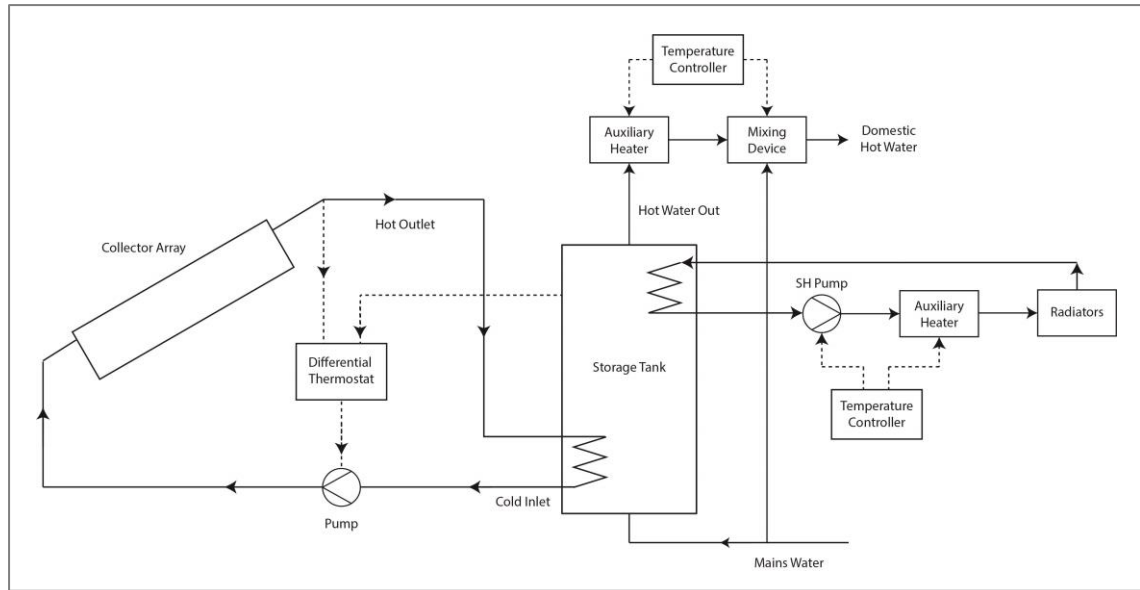 Temperature
Controller
Auxiliary
Heater
Mixing
Device
Domestic
Hot Water
Hot Water Out
Hot Outlet
Collector Array
SH Pump
Auxiliary
Heater
Radiators
Differential
Thermostat
Storage Tank
Temperature
Controller
Cold Inlet
Pump
Mains Water